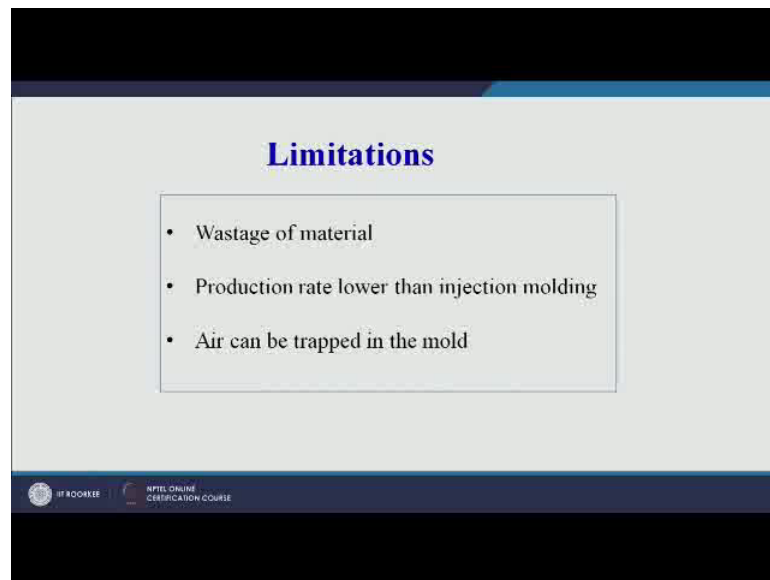 Limitations
• Wastage of material
• Production rate lower than injection molding
• Air can be trapped in the mold
IIT ROORKEE
NPTEL ONLINE
CERTIFICATION COURSE